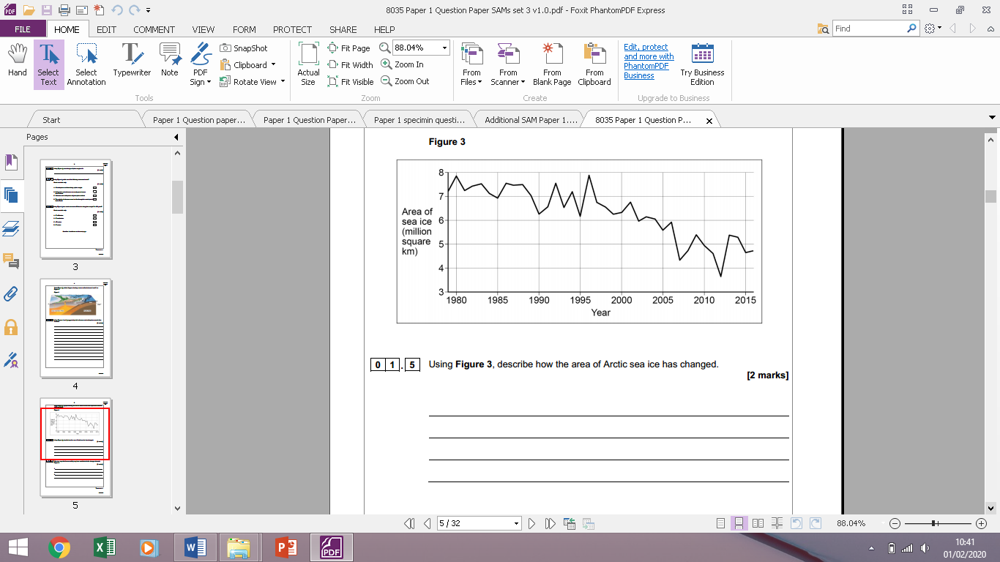 8035 Paper 1 Question Paper SAMs set 3 v1.0.pdf - Foxit PhantomPDF Express
FILE HOME EDIT COMMENT VIEW FORM PROTECT SHARE HELP
Find
Hand
Select Text
Select Annotation
Typewriter
Note
PDF Sign
SnapShot
Clipboard
Rotate View
Tools
Actual Size
Fit Page
Fit Width
Fit Visible
88.04%
Zoom In
Zoom Out
Zoom
From Files
From Scanner
From Blank Page
From Clipboard
Create
Edit, protect
and more with
PhantomPDF
Business
Try Business Edition
Upgrade to Business
Start
Paper 1 Question paper...
Paper 1 Question Paper...
Paper 1 specimin questi...
Additional SAM Paper 1....
8035 Paper 1 Question P...
Pages
3
4
5
Figure 3
Area of
sea ice
(million
square
km)
8
7
6
5
4
3
1980 1985 1990 1995 2000 2005 2010 2015
Year
0 1 . 5 Using Figure 3, describe how the area of Arctic sea ice has changed.
[2 marks]
5 / 32
88.04%
10:41
01/02/2020